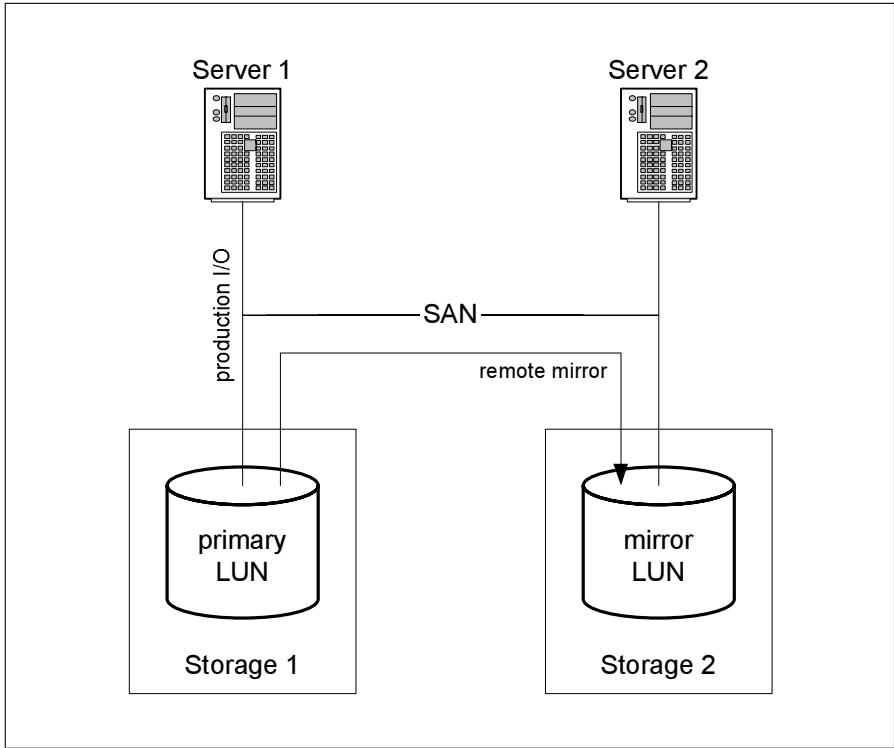 Server 1
Server 2
production I/O
SAN
remote mirror
primary
LUN
mirror
LUN
Storage 1
Storage 2